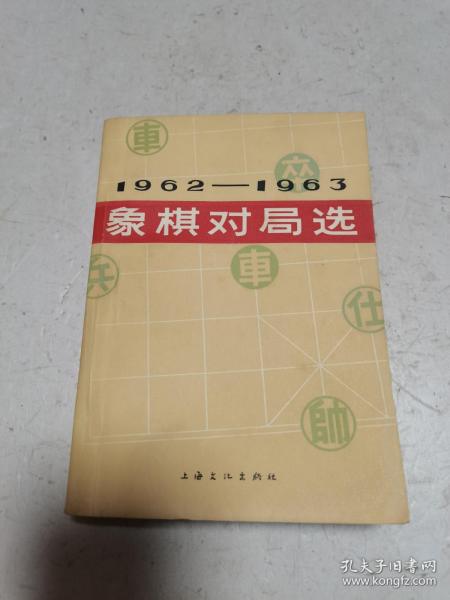 車
卒
1962—1963
象棋对局选
兵
車
仕
帥
上海文化出版社
孔夫子旧书网
www.kongfz.com